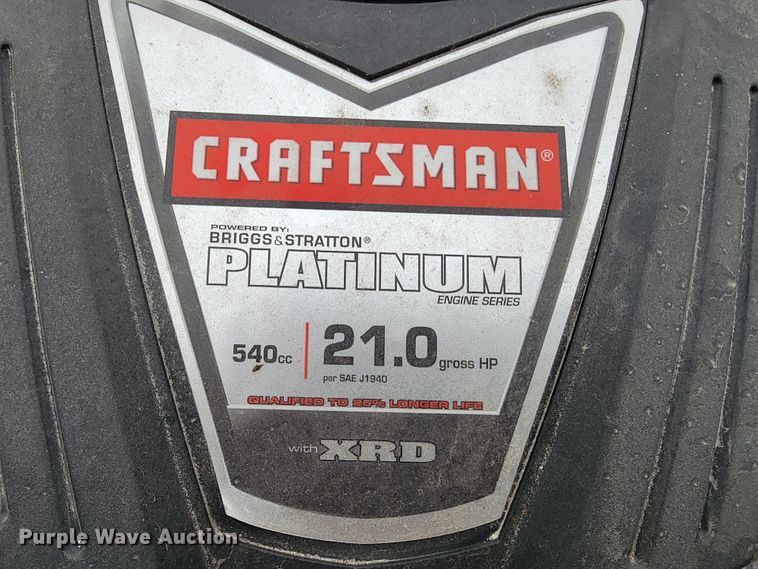 CRAFTSMAN®
POWERED BY:
BRIGGS & STRATTON®
PLATINUM
ENGINE SERIES
540cc 21.0 gross HP
per SAE J1940
QUALIFIED TO 25% LONGER LIFE
with XRD
Purple Wave Auction